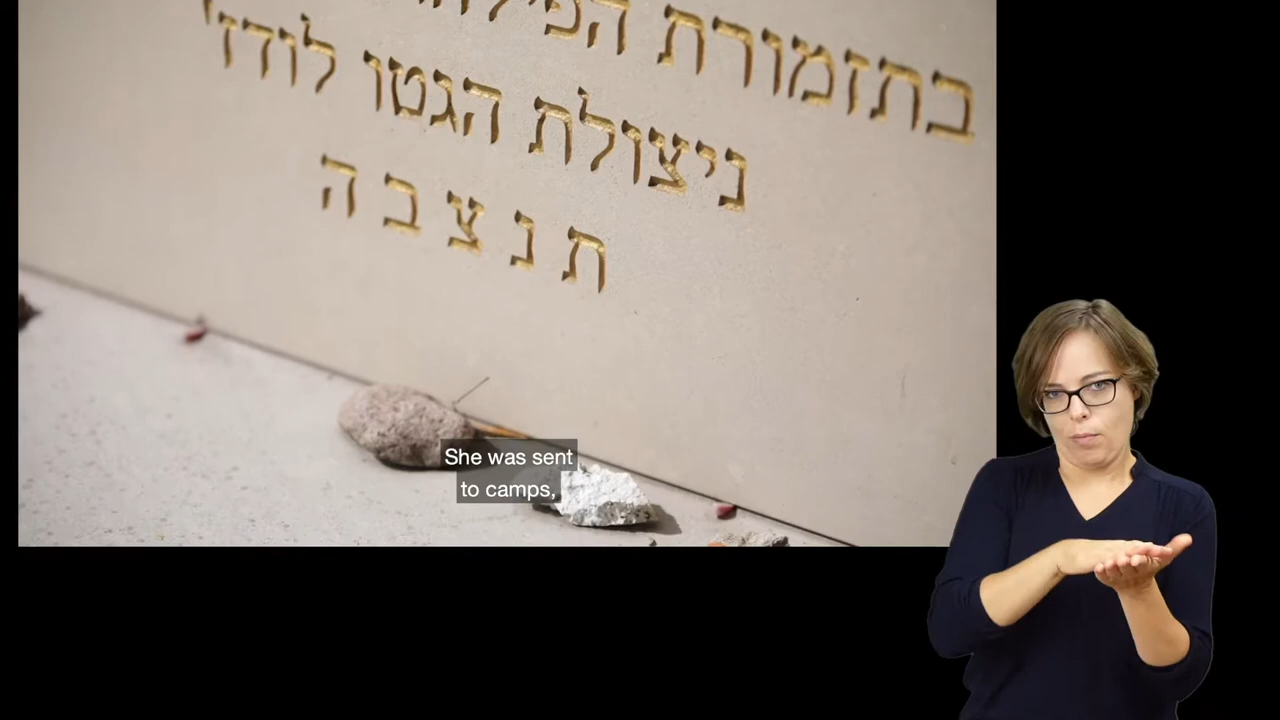 בתזמורת
ניצולת הגטו לודז'
ת נ צ ב ה
She was sent
to camps,